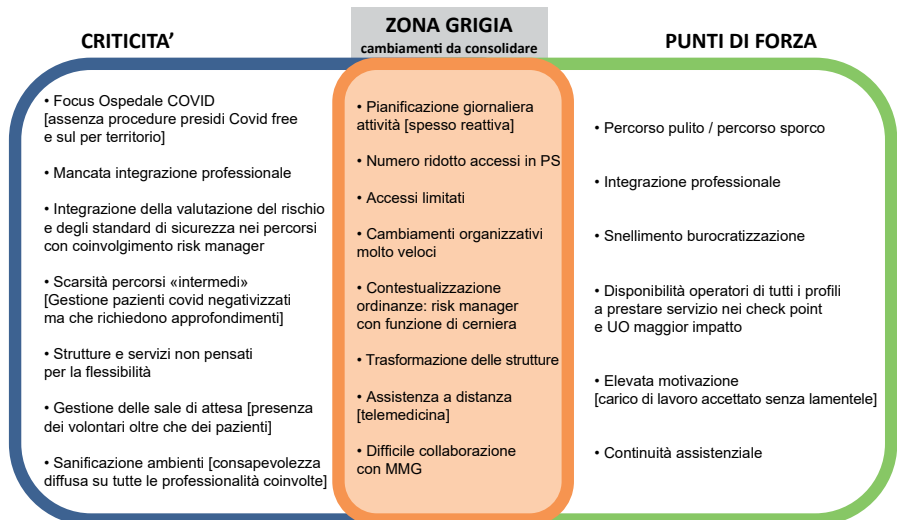 CRITICITA’
• Focus Ospedale COVID
[assenza procedure presidi Covid free
e sul per territorio]
• Mancata integrazione professionale
• Integrazione della valutazione del rischio
e degli standard di sicurezza nei percorsi
con coinvolgimento risk manager
• Scarsità percorsi «intermedi»
[Gestione pazienti covid negativizzati
ma che richiedono approfondimenti]
• Strutture e servizi non pensati
per la flessibilità
• Gestione delle sale di attesa [presenza
dei volontari oltre che dei pazienti]
• Sanificazione ambienti [consapevolezza
diffusa su tutte le professionalità coinvolte]
ZONA GRIGIA
cambiamenti da consolidare
• Pianificazione giornaliera
attività [spesso reattiva]
• Numero ridotto accessi in PS
• Accessi limitati
• Cambiamenti organizzativi
molto veloci
• Contestualizzazione
ordinanze: risk manager
con funzione di cerniera
• Trasformazione delle strutture
• Assistenza a distanza
[telemedicina]
• Difficile collaborazione
con MMG
PUNTI DI FORZA
• Percorso pulito / percorso sporco
• Integrazione professionale
• Snellimento burocratizzazione
• Disponibilità operatori di tutti i profili
a prestare servizio nei check point
e UO maggior impatto
• Elevata motivazione
[carico di lavoro accettato senza lamentele]
• Continuità assistenziale